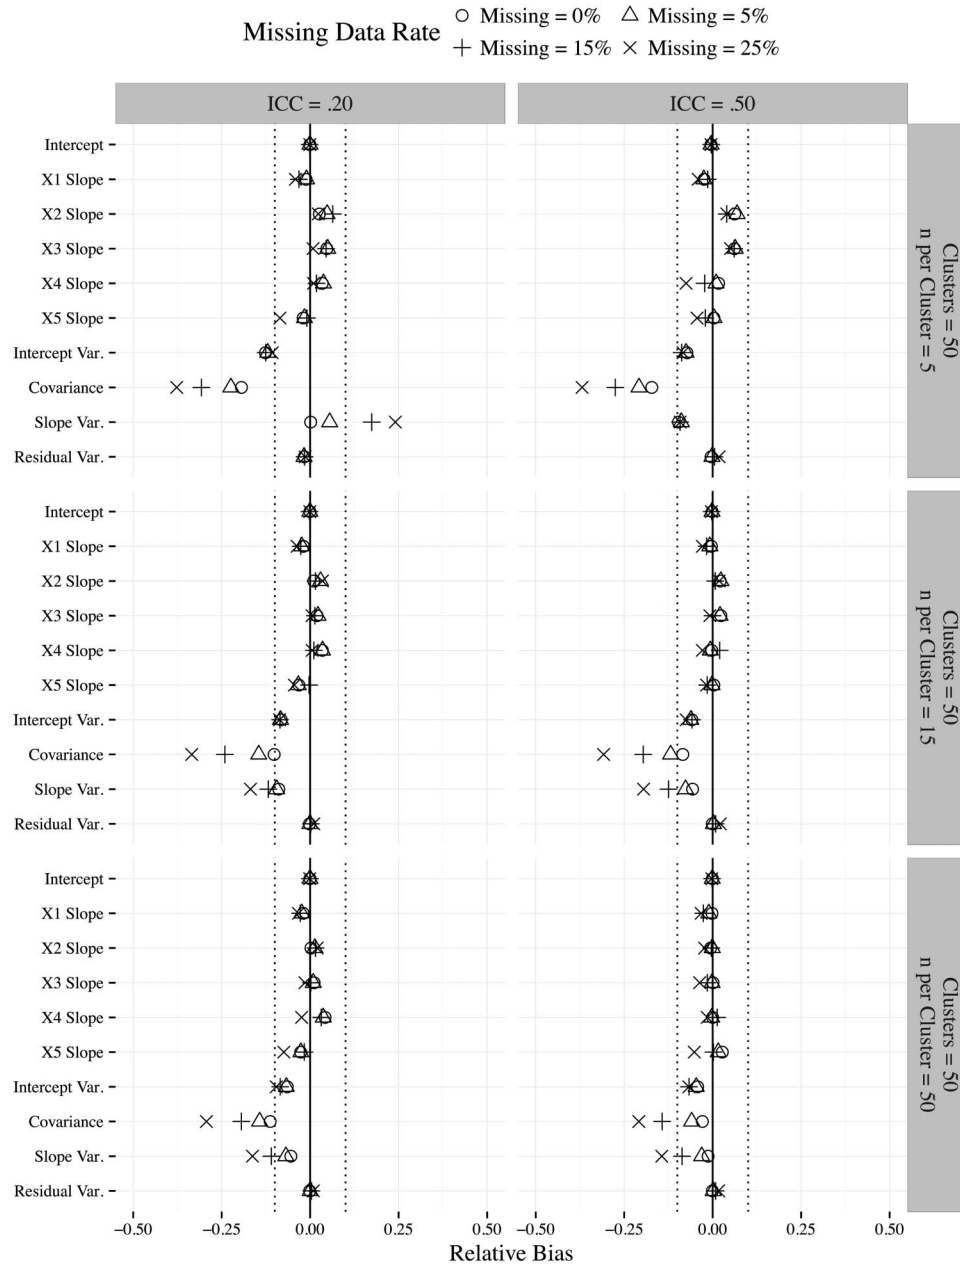 Missing Data Rate
Missing = 0%
Missing = 5%
Missing = 15%
Missing = 25%
ICC = .20
ICC = .50
Intercept
X1 Slope
X2 Slope
X3 Slope
X4 Slope
X5 Slope
Intercept Var.
Covariance
Slope Var.
Residual Var.
Clusters = 50
n per Cluster = 5
Intercept
X1 Slope
X2 Slope
X3 Slope
X4 Slope
X5 Slope
Intercept Var.
Covariance
Slope Var.
Residual Var.
Clusters = 50
n per Cluster = 15
Intercept
X1 Slope
X2 Slope
X3 Slope
X4 Slope
X5 Slope
Intercept Var.
Covariance
Slope Var.
Residual Var.
Clusters = 50
n per Cluster = 50
−0.50 −0.25 0.00 0.25 0.50
−0.50 −0.25 0.00 0.25 0.50
Relative Bias